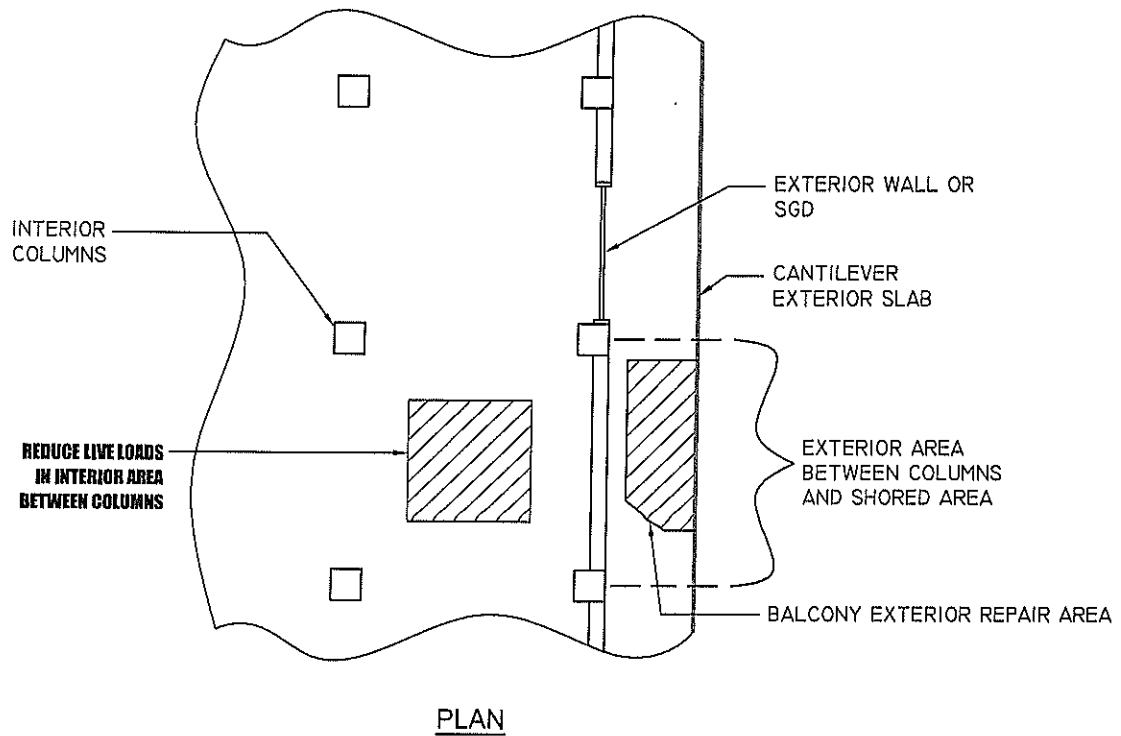 EXTERIOR WALL OR
SGD
INTERIOR
COLUMNS
CANTILEVER
EXTERIOR SLAB
REDUCE LIVE LOADS
IN INTERIOR AREA
BETWEEN COLUMNS
EXTERIOR AREA
BETWEEN COLUMNS
AND SHORED AREA
BALCONY EXTERIOR REPAIR AREA
PLAN